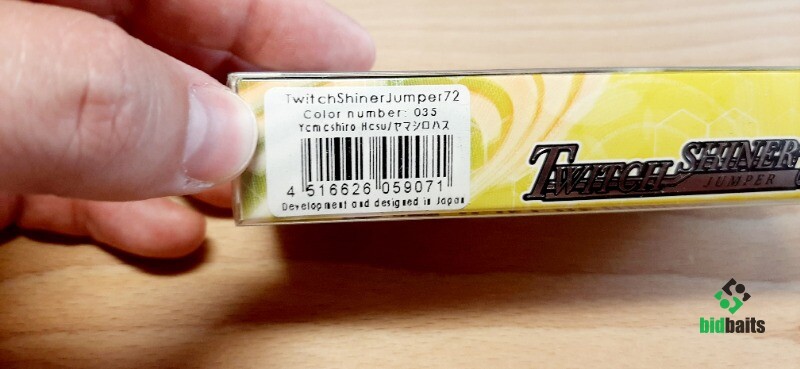 TwitchShinerJumper72
Color number: 035
Yamashiro Hasu/ヤマシロハス
4 516626 059071
Development and designed in Japan
TWITCH SHINER
JUMPER
bidbaits